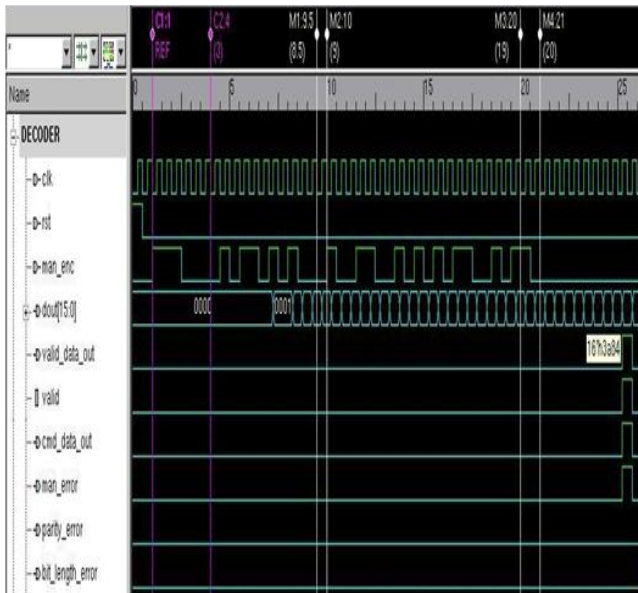 C1:1
REF
C2:4
(3)
M1:9.5
(8.5)
M2:10
(9)
M3:20
(19)
M4:21
(20)
*
Name
0
5
10
15
20
25
DECODER
clk
rst
man_enc
dout[15:0]
0000
0001
valid_data_out
16'h3a84
valid
cmd_data_out
man_error
parity_error
bit_length_error